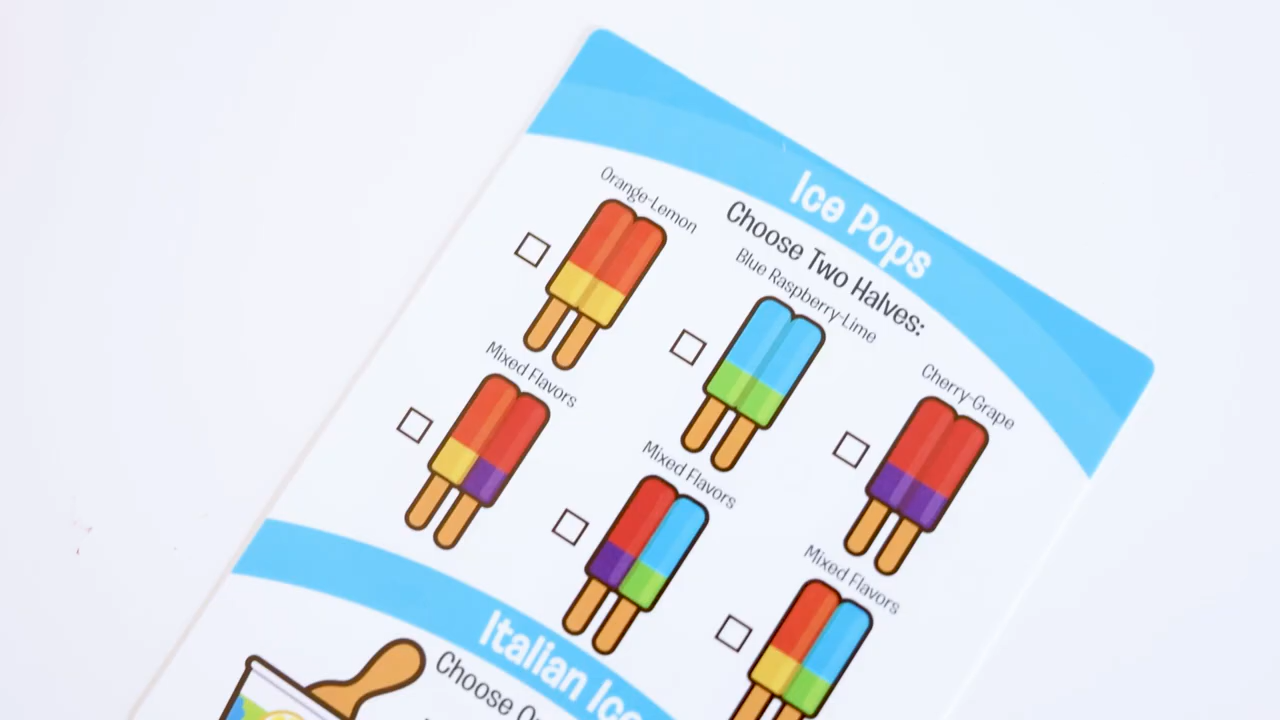 Ice Pops
Choose Two Halves:
Orange-Lemon
Blue Raspberry-Lime
Cherry-Grape
Mixed Flavors
Mixed Flavors
Mixed Flavors
Italian Ice
Choose